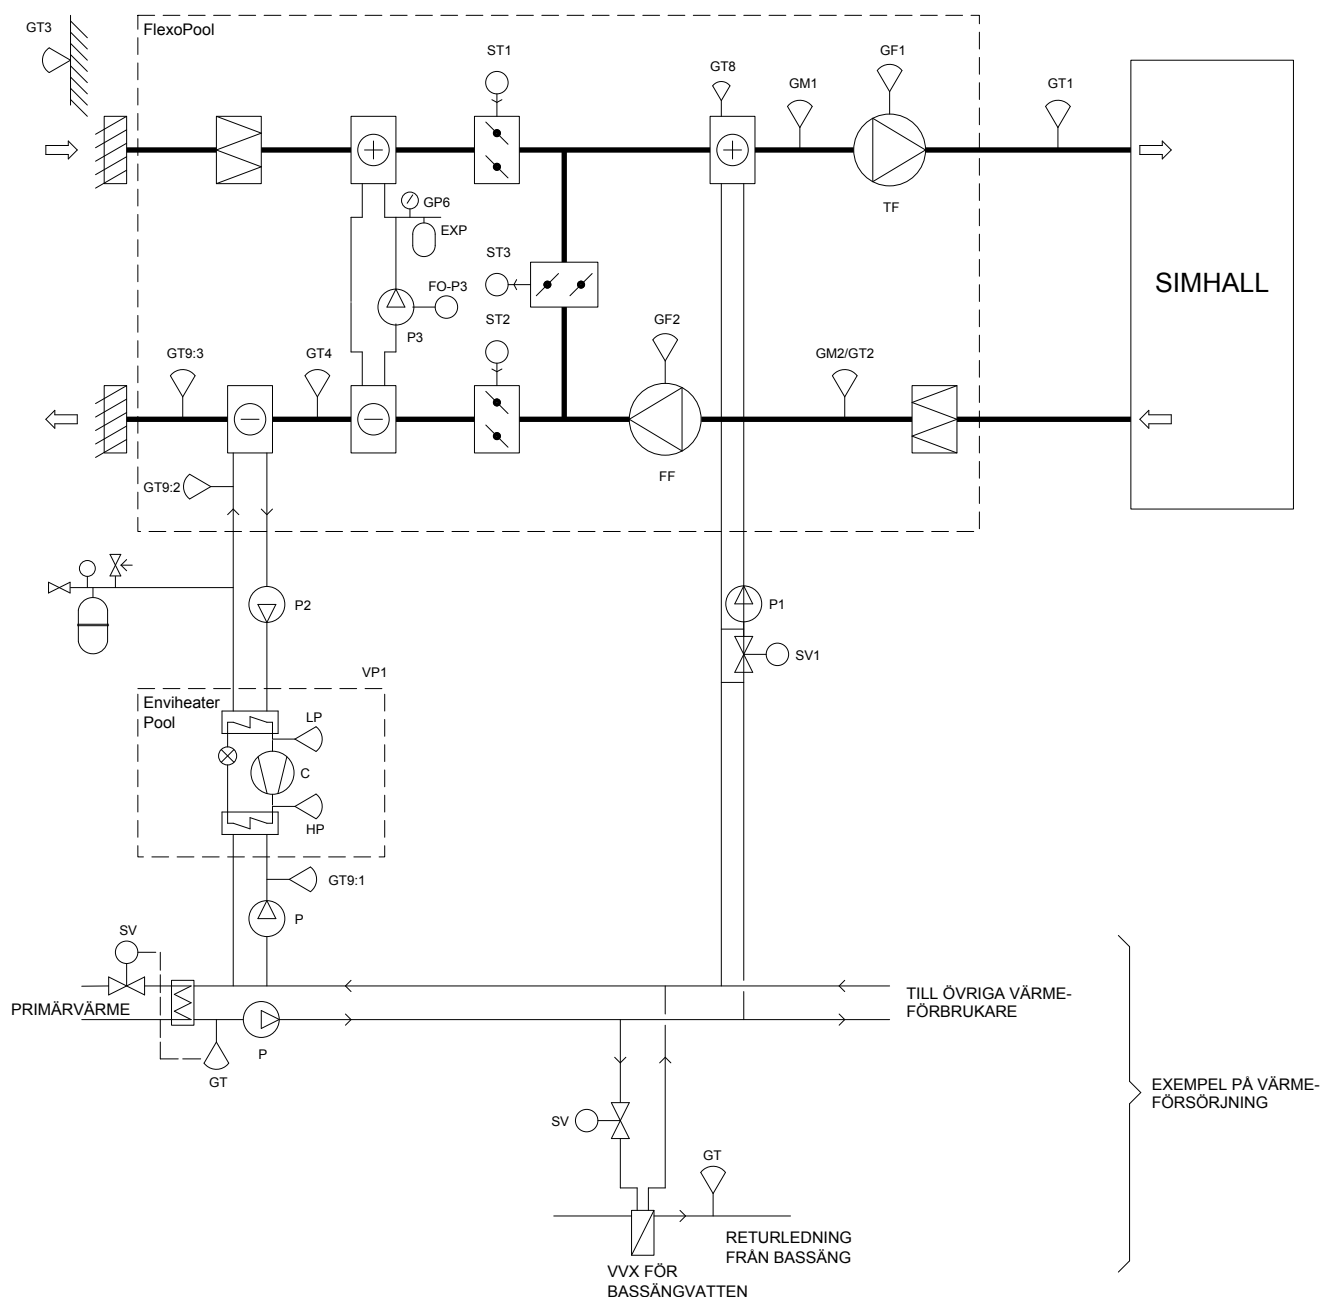 GT3
FlexoPool
ST1
GT8
GM1
GF1
GT1
TF
GP6
EXP
ST3
FO-P3
P3
SIMHALL
GT9:3
GT4
ST2
GF2
GM2/GT2
FF
GT9:2
P2
P1
SV1
VP1
Enviheater
Pool
LP
C
HP
GT9:1
P
SV
PRIMÄRVÄRME
P
GT
TILL ÖVRIGA VÄRME-
FÖRBRUKARE
EXEMPEL PÅ VÄRME-
FÖRSÖRJNING
SV
GT
RETURLEDNING
FRÅN BASSÄNG
VVX FÖR
BASSÄNGVATTEN